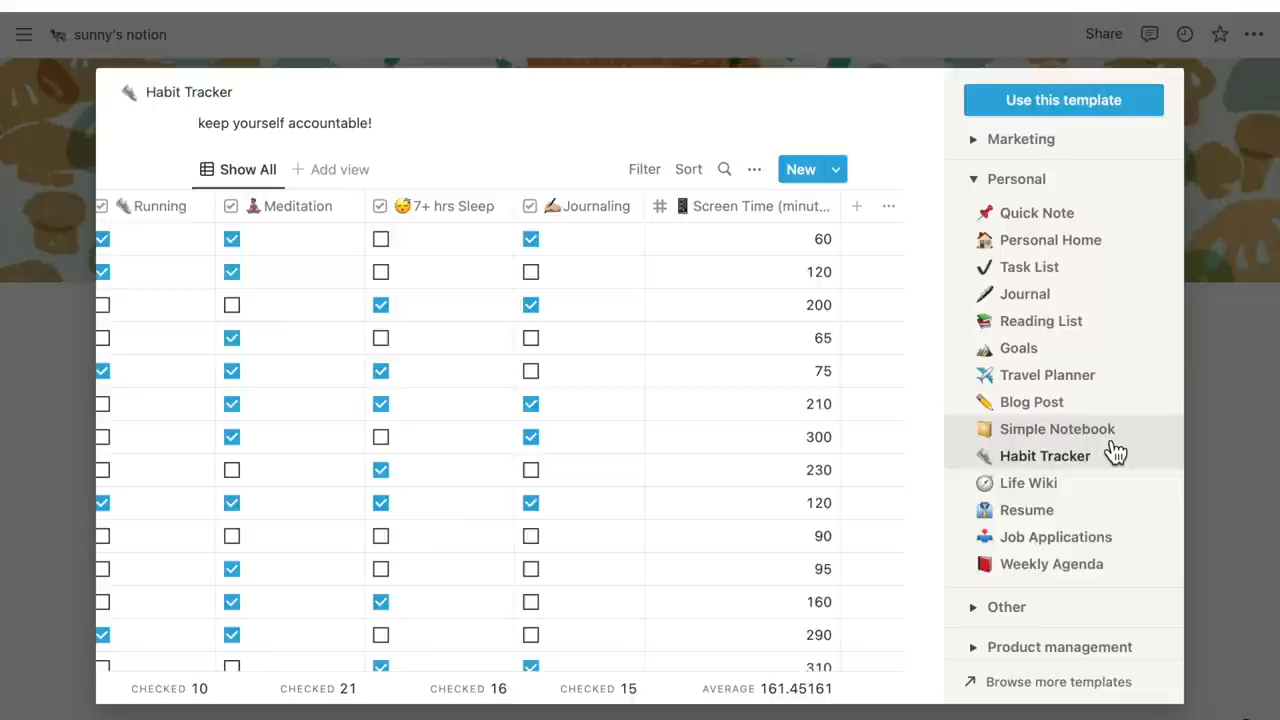 sunny's notion
Share
Habit Tracker
keep yourself accountable!
Show All
Add view
Filter
Sort
New
Running
Meditation
7+ hrs Sleep
Journaling
# Screen Time (minut...
60
120
200
65
75
210
300
230
120
90
95
160
290
310
CHECKED 10
CHECKED 21
CHECKED 16
CHECKED 15
AVERAGE 161.45161
Use this template
Marketing
Personal
Quick Note
Personal Home
Task List
Journal
Reading List
Goals
Travel Planner
Blog Post
Simple Notebook
Habit Tracker
Life Wiki
Resume
Job Applications
Weekly Agenda
Other
Product management
Browse more templates